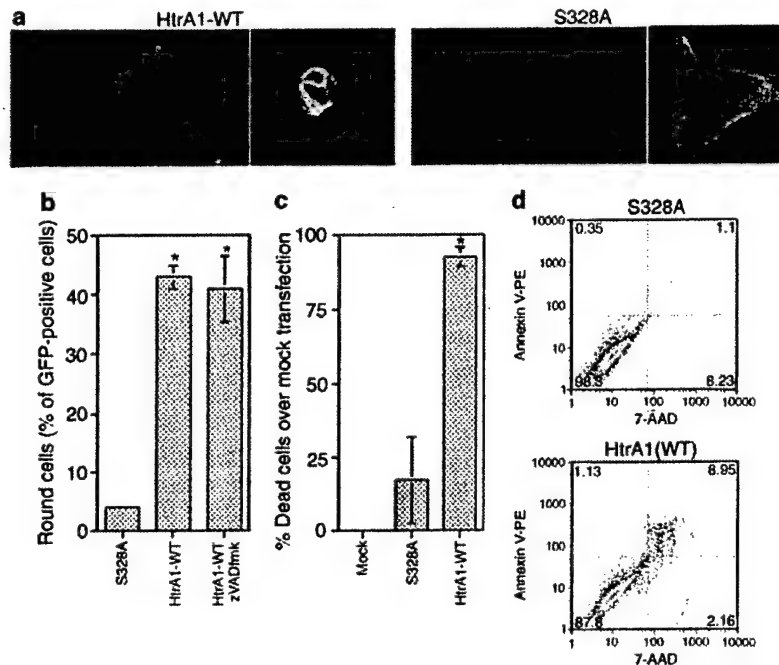 a
HtrA1-WT
S328A
b
Round cells (% of GFP-positive cells)
50
40
30
20
10
0
S328A
HtrA1-WT
HtrA1-WT
zVADfmk
*
*
c
% Dead cells over mock transfection
100
75
50
25
0
Mock
S328A
HtrA1-WT
*
d
S328A
Annexin V-PE
10000
1000
100
10
1
0.35
1.1
8.23
1
10
100
1000
10000
7-AAD
HtrA1(WT)
Annexin V-PE
10000
1000
100
10
1
1.13
8.95
87.8
2.16
1
10
100
1000
10000
7-AAD